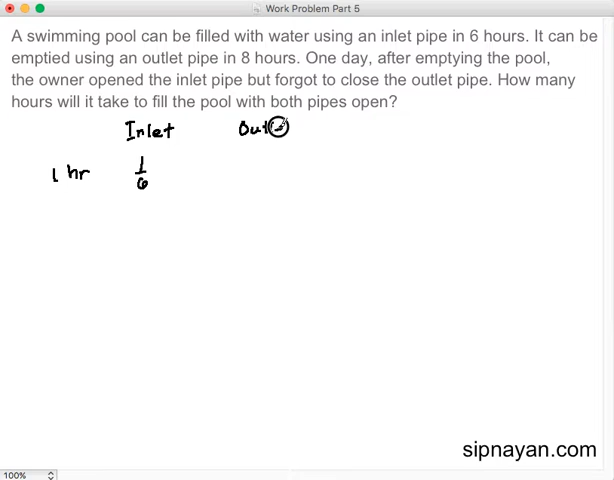 Work Problem Part 5
A swimming pool can be filled with water using an inlet pipe in 6 hours. It can be
emptied using an outlet pipe in 8 hours. One day, after emptying the pool,
the owner opened the inlet pipe but forgot to close the outlet pipe. How many
hours will it take to fill the pool with both pipes open?
Inlet Out
1 hr 1/6
sipnayan.com
100%